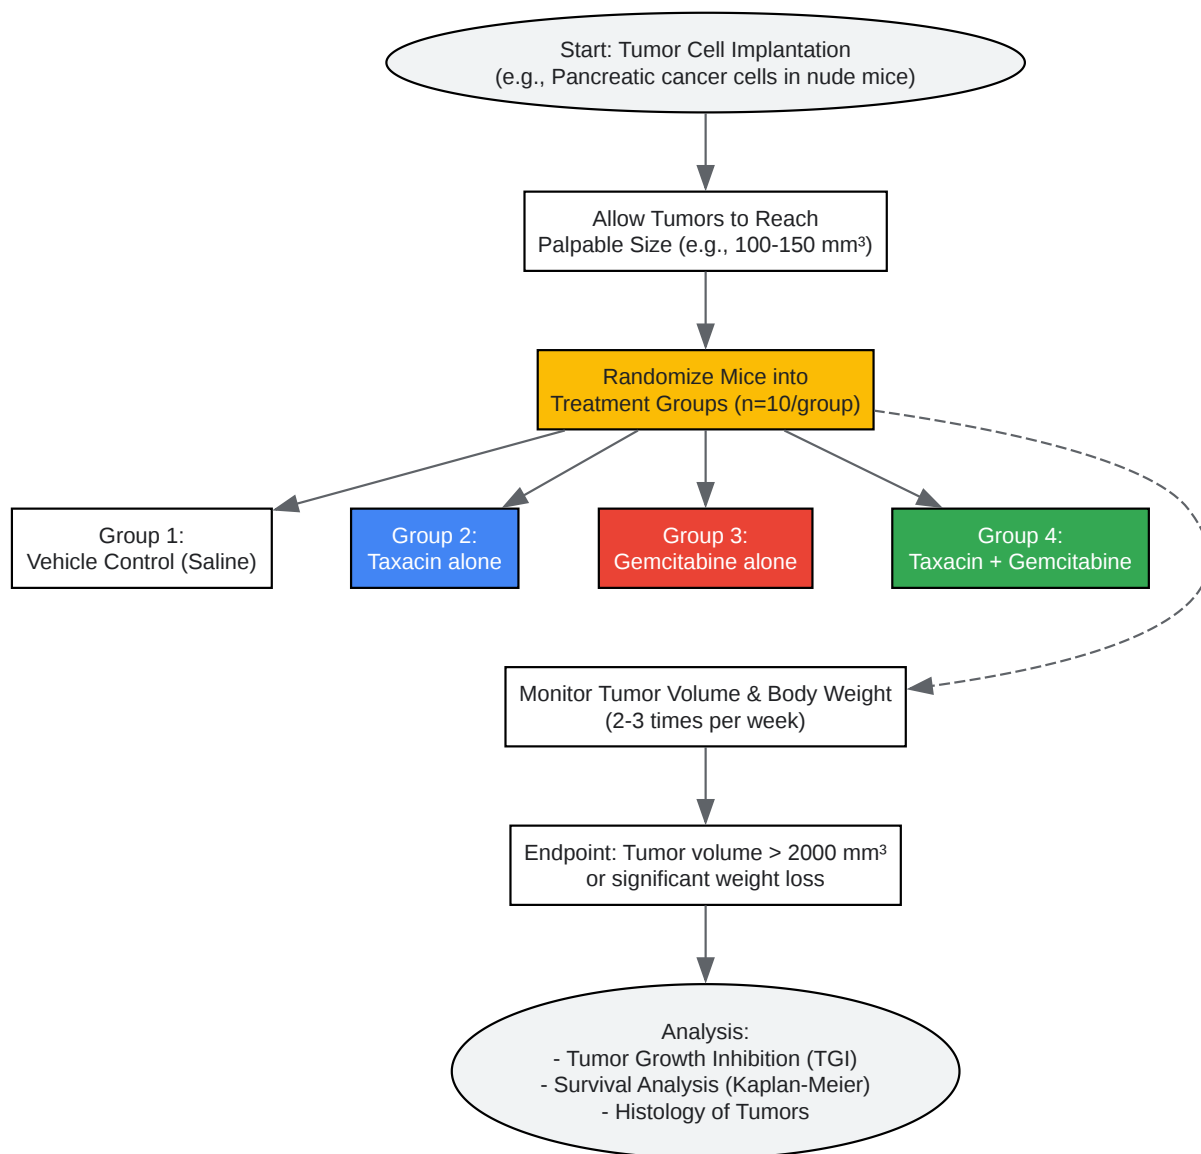 Start: Tumor Cell Implantation
(e.g., Pancreatic cancer cells in nude mice)
Allow Tumors to Reach
Palpable Size (e.g., 100-150 mm³)
Randomize Mice into
Treatment Groups (n=10/group)
Group 1:
Vehicle Control (Saline)
Group 2:
Taxacin alone
Group 3:
Gemcitabine alone
Group 4:
Taxacin + Gemcitabine
Monitor Tumor Volume & Body Weight
(2-3 times per week)
Endpoint: Tumor volume > 2000 mm³
or significant weight loss
Analysis:
- Tumor Growth Inhibition (TGI)
- Survival Analysis (Kaplan-Meier)
- Histology of Tumors